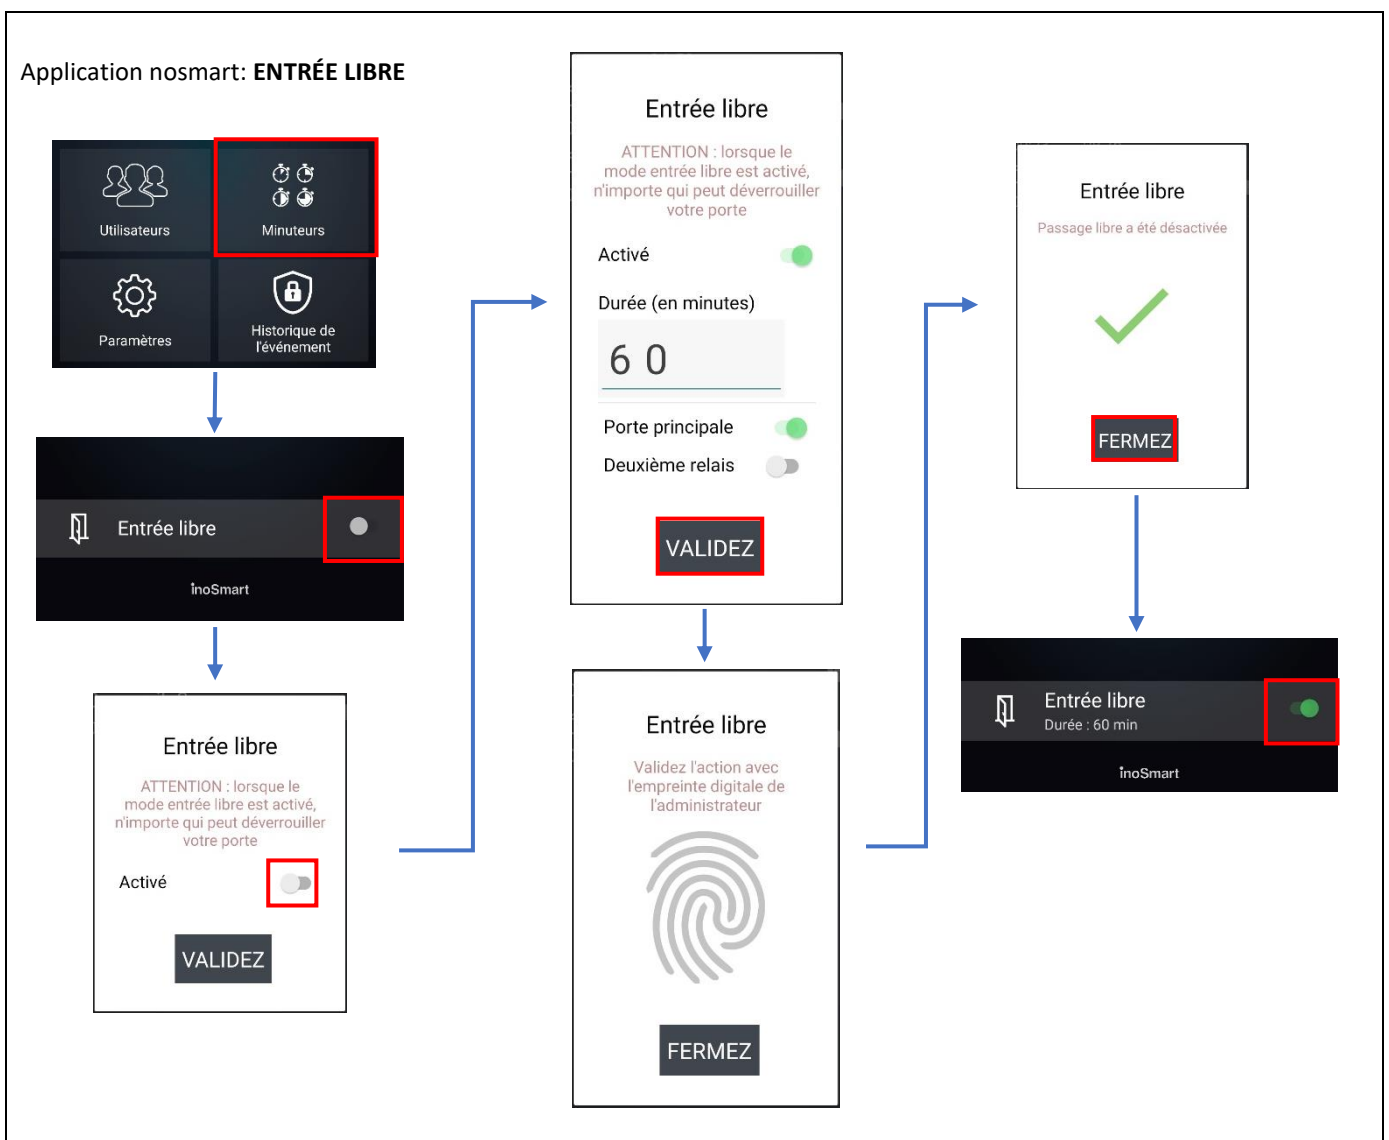 Application nosmart: ENTRÉE LIBRE
Utilisateurs
Minuteurs
Paramètres
Historique de
l'événement
Entrée libre
inoSmart
Entrée libre
ATTENTION : lorsque le
mode entrée libre est activé,
n'importe qui peut déverrouiller
votre porte
Activé
VALIDEZ
Entrée libre
ATTENTION : lorsque le
mode entrée libre est activé,
n'importe qui peut déverrouiller
votre porte
Activé
Durée (en minutes)
6 0
Porte principale
Deuxième relais
VALIDEZ
Entrée libre
Validez l'action avec
l'empreinte digitale de
l'administrateur
FERMEZ
Entrée libre
Passage libre a été désactivée
FERMEZ
Entrée libre
Durée : 60 min
inoSmart